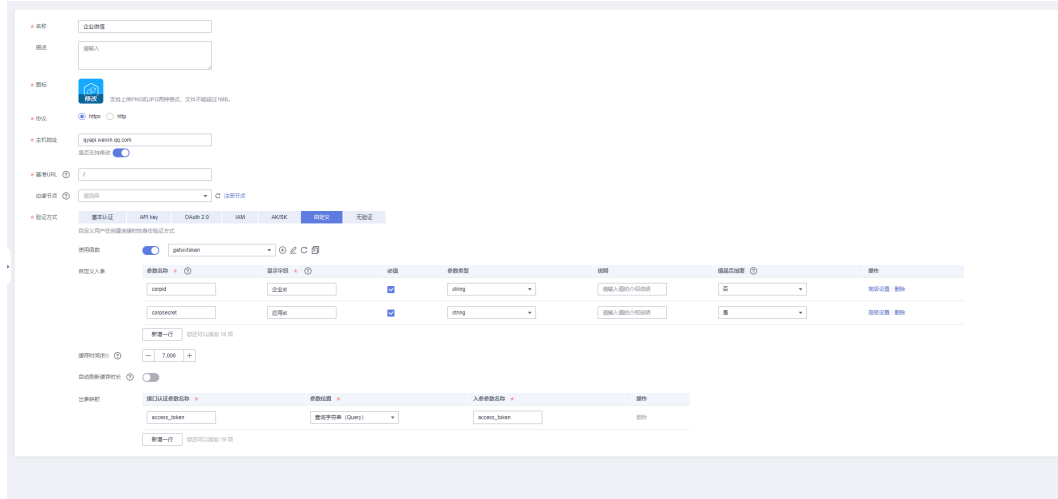 * 名称 企业微信
描述 请输入
* 图标 修改 支持上传PNG和JPG两种格式，文件不能超过1MB。
* 协议 https http
* 主机地址 qyapi.weixin.qq.com
是否支持修改
* 基准URL ? /
边缘节点 ? 请选择 注册节点
* 验证方式 基本认证 API key OAuth 2.0 IAM AK/SK 自定义 无验证
自定义用户在创建连接时的身份验证方式
使用函数 getwxtoken
自定义入参 参数名称 * ? 显示字段 * ? 必填 参数类型 说明 值是否加密 ? 操作
corpid 企业id string 请输入值的介绍说明 否 高级设置 删除
corpsecret 应用id string 请输入值的介绍说明 是 高级设置 删除
新增一行 您还可以添加 18 项
缓存时间(秒) ? 7,000
自动刷新缓存时长 ?
出参映射 接口认证参数名称 * 参数位置 * 入参参数名称 * 操作
access_token 查询字符串（Query） access_token 删除
新增一行 您还可以添加 19 项